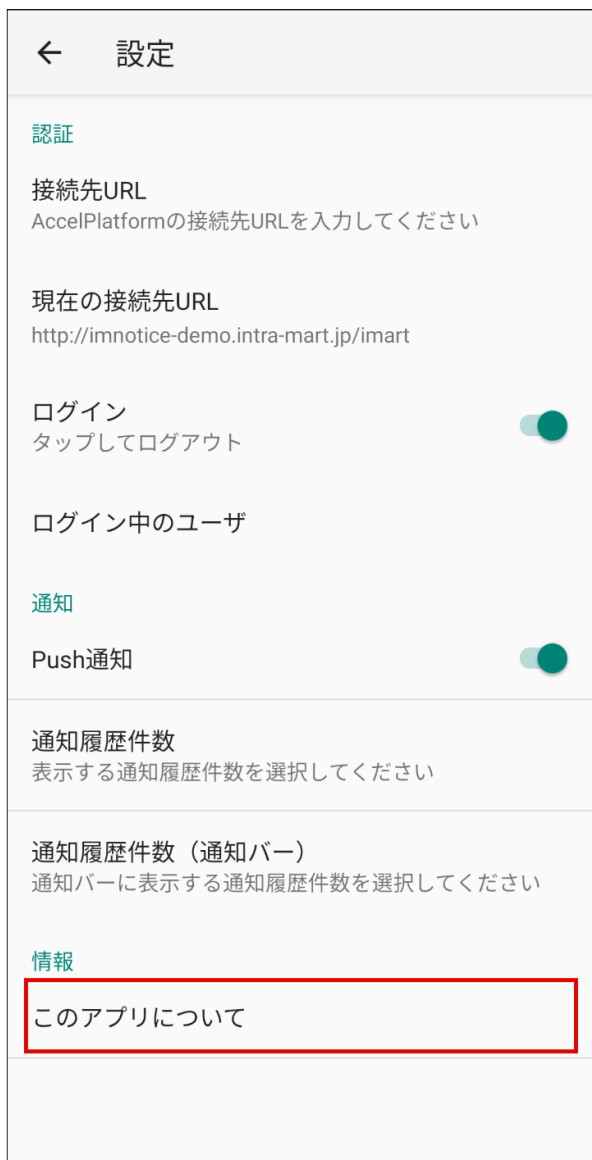 設定
認証
接続先URL
AccelPlatformの接続先URLを入力してください
現在の接続先URL
http://imnotice-demo.intra-mart.jp/imart
ログイン
タップしてログアウト
ログイン中のユーザ
通知
Push通知
通知履歴件数
表示する通知履歴件数を選択してください
通知履歴件数（通知バー）
通知バーに表示する通知履歴件数を選択してください
情報
このアプリについて